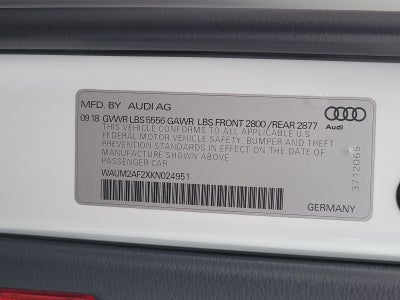 MFD. BY AUDI AG
09 18 GVWR LBS 5556 GAWR LBS FRONT 2800 / REAR 2877
THIS VEHICLE CONFORMS TO ALL APPLICABLE U.S
FEDERAL MOTOR VEHICLE SAFETY, BUMPER AND THEFT
PREVENTION STANDARDS IN EFFECT ON THE DATE OF
MANUFACTURE SHOWN ABOVE
PASSENGER CAR
WAUM2AF2XKN024951
Audi
3712065
GERMANY